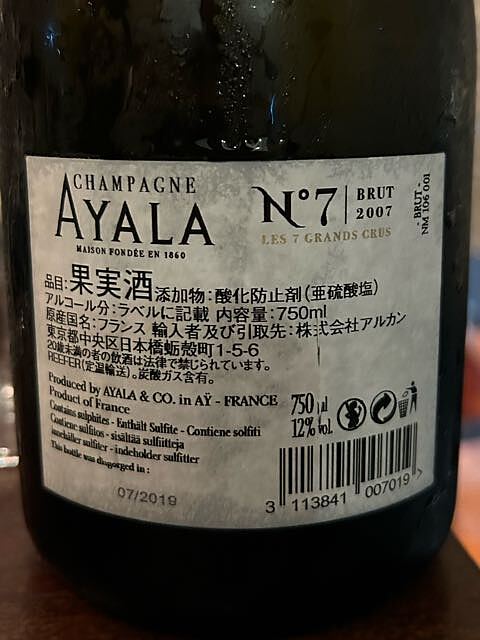 CHAMPAGNE
AYALA
MAISON FONDÉE EN 1860
N°7
BRUT
2007
LES 7 GRANDS CRUS
- BRUT -
NM 106 001
品目:果実酒 添加物:酸化防止剤(亜硫酸塩)
アルコール分:ラベルに記載 内容量:750ml
原産国名:フランス 輸入者及び引取先:株式会社アルカン
東京都中央区日本橋蛎殻町1-5-6
20歳未満の者の飲酒は法律で禁じられています。
REEFER(定温輸送)。炭酸ガス含有。
Produced by AYALA & CO. in AŸ - FRANCE
Product of France
Contains sulphites - Enthält Sulfite - Contiene solfiti
Contiene sulfitos - sisältää sulfiitteja
innehåller sulfiter - indeholder sulfitter
This bottle was disgorged in :
07/2019
750 ml
12% vol.
3 113841 007019 >